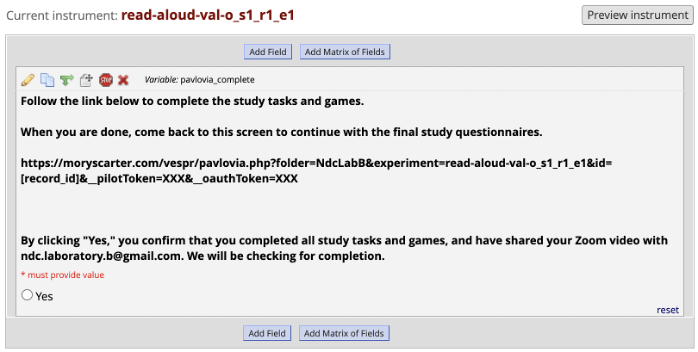 Current instrument: read-aloud-val-o_s1_r1_e1
Preview instrument
Add Field
Add Matrix of Fields
STOP
Variable: pavlovia_complete
Follow the link below to complete the study tasks and games.
When you are done, come back to this screen to continue with the final study questionnaires.
https://moryscarter.com/vespr/pavlovia.php?folder=NdcLabB&experiment=read-aloud-val-o_s1_r1_e1&id=
[record_id]&__pilotToken=XXX&__oauthToken=XXX
By clicking "Yes," you confirm that you completed all study tasks and games, and have shared your Zoom video with
ndc.laboratory.b@gmail.com. We will be checking for completion.
* must provide value
Yes
reset
Add Field
Add Matrix of Fields